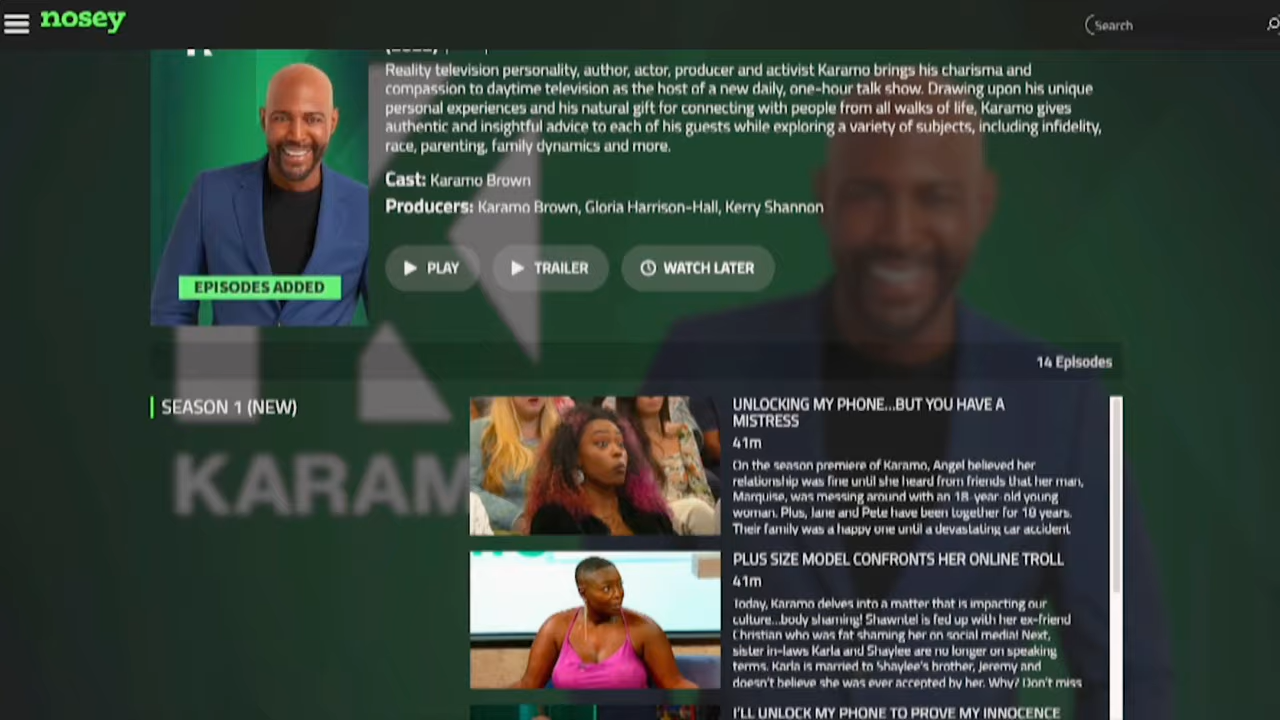 nosey
Search
Reality television personality, author, actor, producer and activist Karamo brings his charisma and
compassion to daytime television as the host of a new daily, one-hour talk show. Drawing upon his unique
personal experiences and his natural gift for connecting with people from all walks of life, Karamo gives
authentic and insightful advice to each of his guests while exploring a variety of subjects, including infidelity,
race, parenting, family dynamics and more.
Cast: Karamo Brown
Producers: Karamo Brown, Gloria Harrison-Hall, Kerry Shannon
PLAY
TRAILER
WATCH LATER
EPISODES ADDED
14 Episodes
SEASON 1 (NEW)
KARAM
UNLOCKING MY PHONE...BUT YOU HAVE A
MISTRESS
41m
On the season premiere of Karamo, Angel believed her
relationship was fine until she heard from friends that her man,
Marquise, was messing around with an 18-year-old young
woman. Plus, Jane and Pete have been together for 10 years.
Their family was a happy one until a devastating car accident
PLUS SIZE MODEL CONFRONTS HER ONLINE TROLL
41m
Today, Karamo delves into a matter that is impacting our
culture...body shaming! Shawntel is fed up with her ex-friend
Christian who was fat shaming her on social media! Next,
sister in-laws Karla and Shaylee are no longer on speaking
terms. Karla is married to Shaylee's brother, Jeremy and
doesn't believe she was ever accepted by her. Why? Don't miss
I'LL UNLOCK MY PHONE TO PROVE MY INNOCENCE